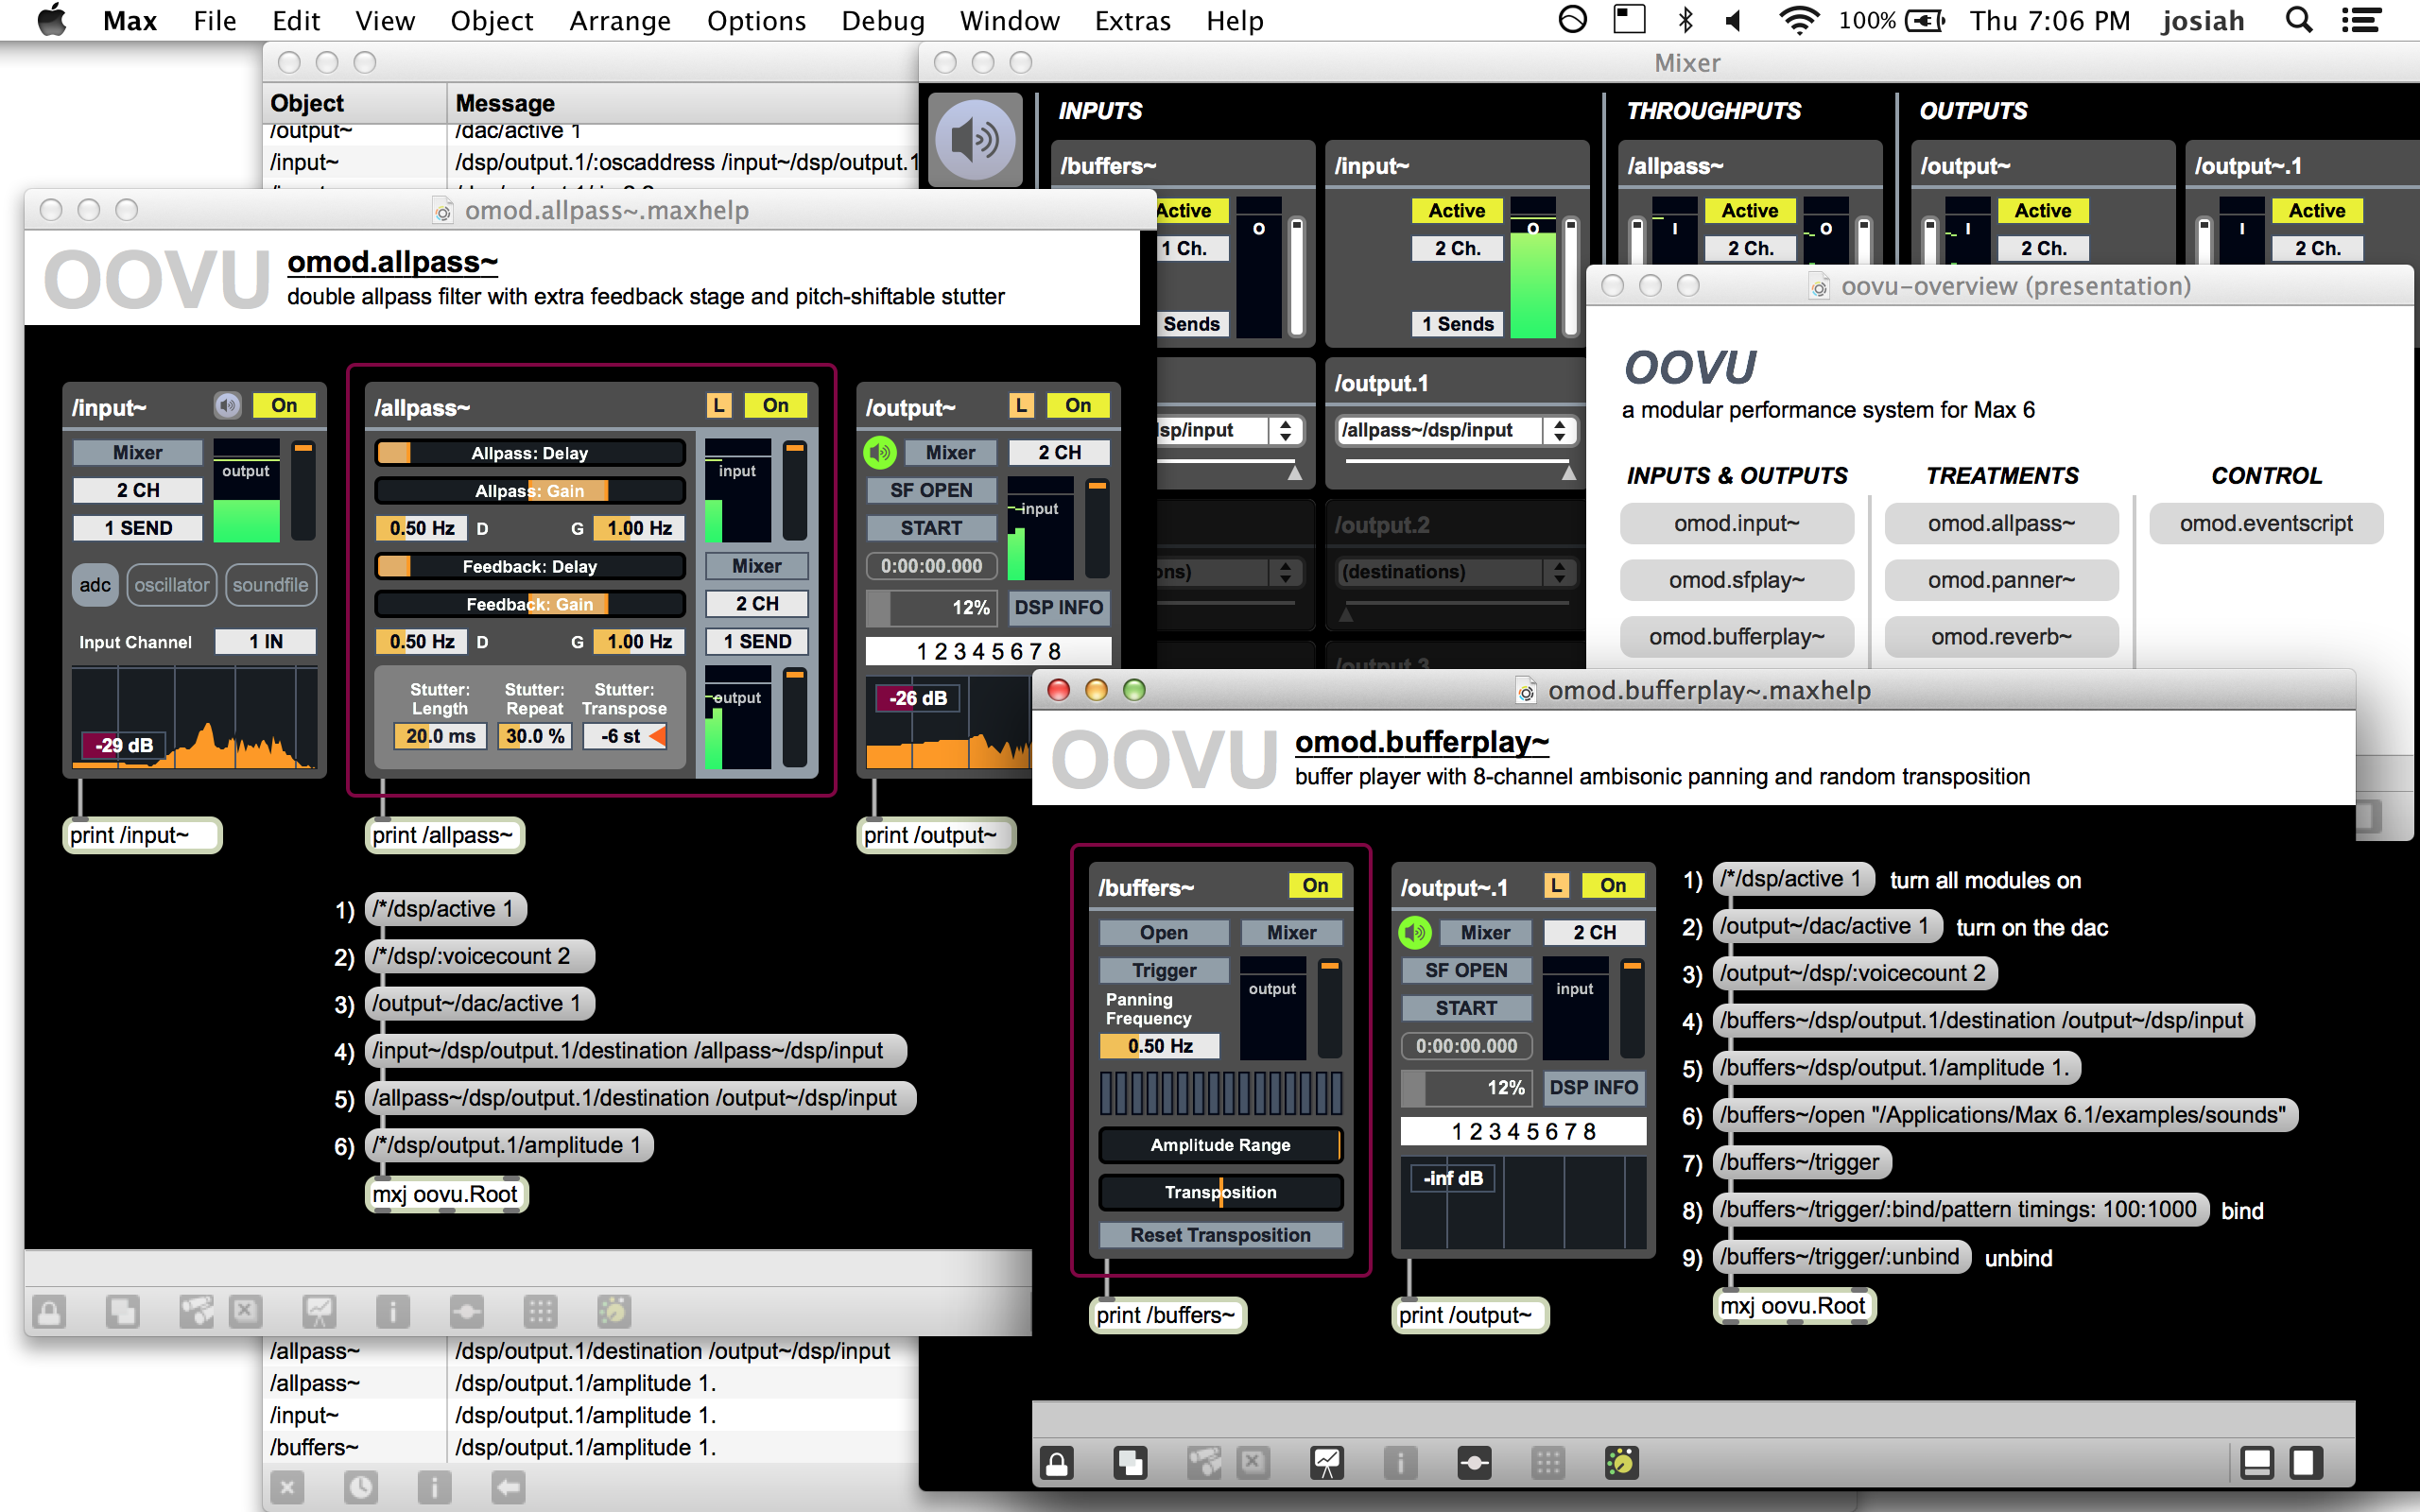 Max File Edit View Object Arrange Options Debug Window Extras Help 100% Thu 7:06 PM josiah
Object Message
/output~ /dac/active 1
/input~ /dsp/output.1/:oscaddress /input~/dsp/output.1
Mixer
INPUTS THROUGHPUTS OUTPUTS
/buffers~ /input~ /allpass~ /output~ /output~.1
Active O Active O I Active O I Active I Active
1 Ch. 2 Ch. 2 Ch. 2 Ch. 2 Ch.
Sends 1 Sends
/output.1
dsp/input /allpass~/dsp/input
/output.2
(destinations)
/output.3
omod.allpass~.maxhelp
OOVU
omod.allpass~
double allpass filter with extra feedback stage and pitch-shiftable stutter
/input~ On
Mixer
output
2 CH
1 SEND
adc oscillator soundfile
Input Channel 1 IN
-29 dB
print /input~
/allpass~ L On
Allpass: Delay
Allpass: Gain
0.50 Hz D G 1.00 Hz
Feedback: Delay
Feedback: Gain
0.50 Hz D G 1.00 Hz
Stutter: Length Stutter: Repeat Stutter: Transpose
20.0 ms 30.0 % -6 st
input
Mixer
2 CH
1 SEND
output
print /allpass~
/output~ L On
Mixer 2 CH
SF OPEN
input
START
0:00:00.000
12% DSP INFO
1 2 3 4 5 6 7 8
-26 dB
print /output~
1) /*/dsp/active 1
2) /*/dsp/:voicecount 2
3) /output~/dac/active 1
4) /input~/dsp/output.1/destination /allpass~/dsp/input
5) /allpass~/dsp/output.1/destination /output~/dsp/input
6) /*/dsp/output.1/amplitude 1
mxj oovu.Root
oovu-overview (presentation)
OOVU
a modular performance system for Max 6
INPUTS & OUTPUTS TREATMENTS CONTROL
omod.input~ omod.allpass~ omod.eventscript
omod.sfplay~ omod.panner~
omod.bufferplay~ omod.reverb~
omod.bufferplay~.maxhelp
OOVU
omod.bufferplay~
buffer player with 8-channel ambisonic panning and random transposition
/buffers~ On
Open Mixer
Trigger
output
Panning
Frequency
0.50 Hz
Amplitude Range
Transposition
Reset Transposition
print /buffers~
/output~.1 L On
Mixer 2 CH
SF OPEN
input
START
0:00:00.000
12% DSP INFO
1 2 3 4 5 6 7 8
-inf dB
print /output~
1) /*/dsp/active 1 turn all modules on
2) /output~/dac/active 1 turn on the dac
3) /output~/dsp/:voicecount 2
4) /buffers~/dsp/output.1/destination /output~/dsp/input
5) /buffers~/dsp/output.1/amplitude 1.
6) /buffers~/open "/Applications/Max 6.1/examples/sounds"
7) /buffers~/trigger
8) /buffers~/trigger/:bind/pattern timings: 100:1000 bind
9) /buffers~/trigger/:unbind unbind
mxj oovu.Root
/allpass~ /dsp/output.1/destination /output~/dsp/input
/allpass~ /dsp/output.1/amplitude 1.
/input~ /dsp/output.1/amplitude 1.
/buffers~ /dsp/output.1/amplitude 1.